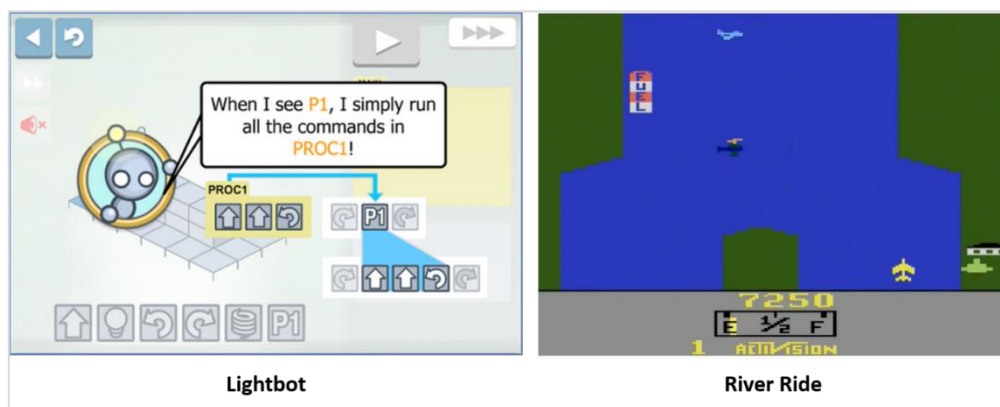 When I see P1, I simply run
all the commands in
PROC1!
PROC1
P1
P1
FUEL
7250
E 1/2 F
1 ACTIVISION
Lightbot
River Ride